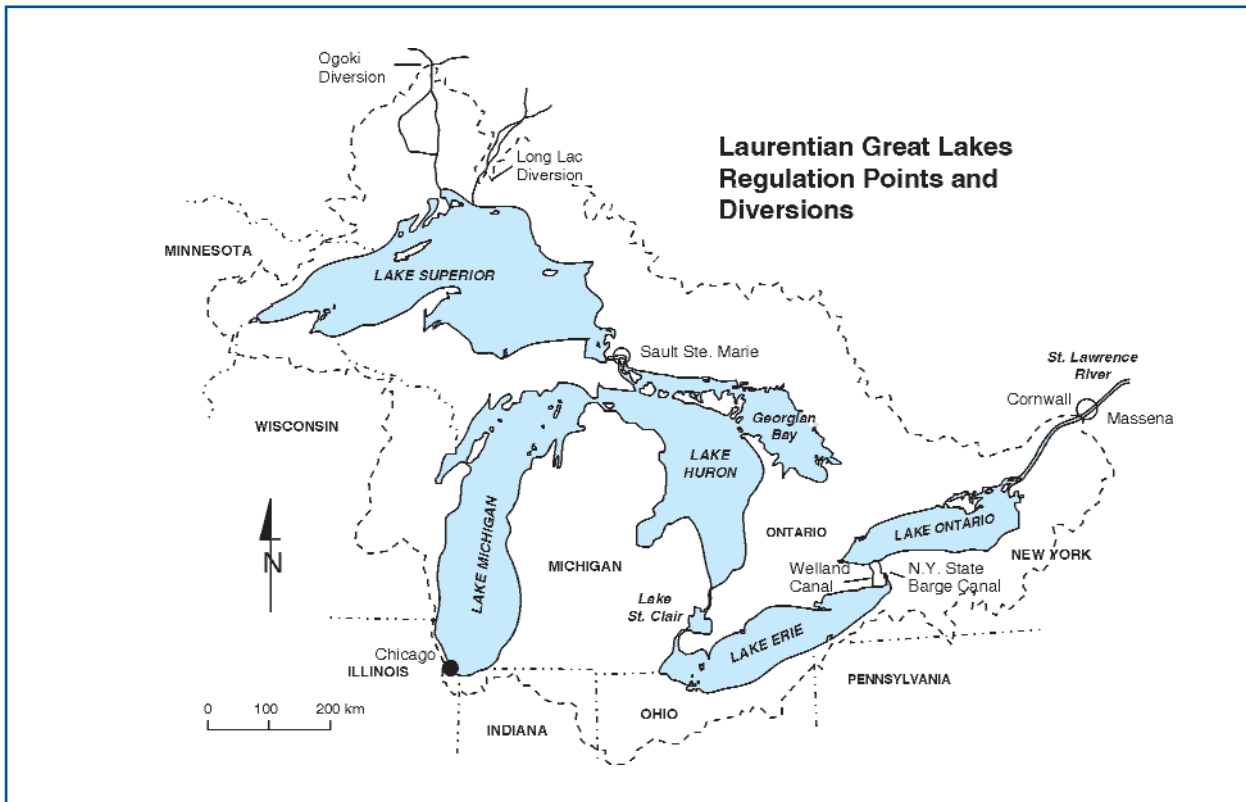 Ogoki
Diversion
Long Lac
Diversion
Laurentian Great Lakes
Regulation Points and
Diversions
MINNESOTA
LAKE SUPERIOR
Sault Ste. Marie
St. Lawrence
River
Cornwall
Massena
WISCONSIN
Georgian
Bay
LAKE
HURON
LAKE MICHIGAN
N
MICHIGAN
ONTARIO
LAKE ONTARIO
NEW YORK
Welland
Canal
N.Y. State
Barge Canal
Lake
St. Clair
LAKE ERIE
Chicago
ILLINOIS
PENNSYLVANIA
0 100 200 km
OHIO
INDIANA